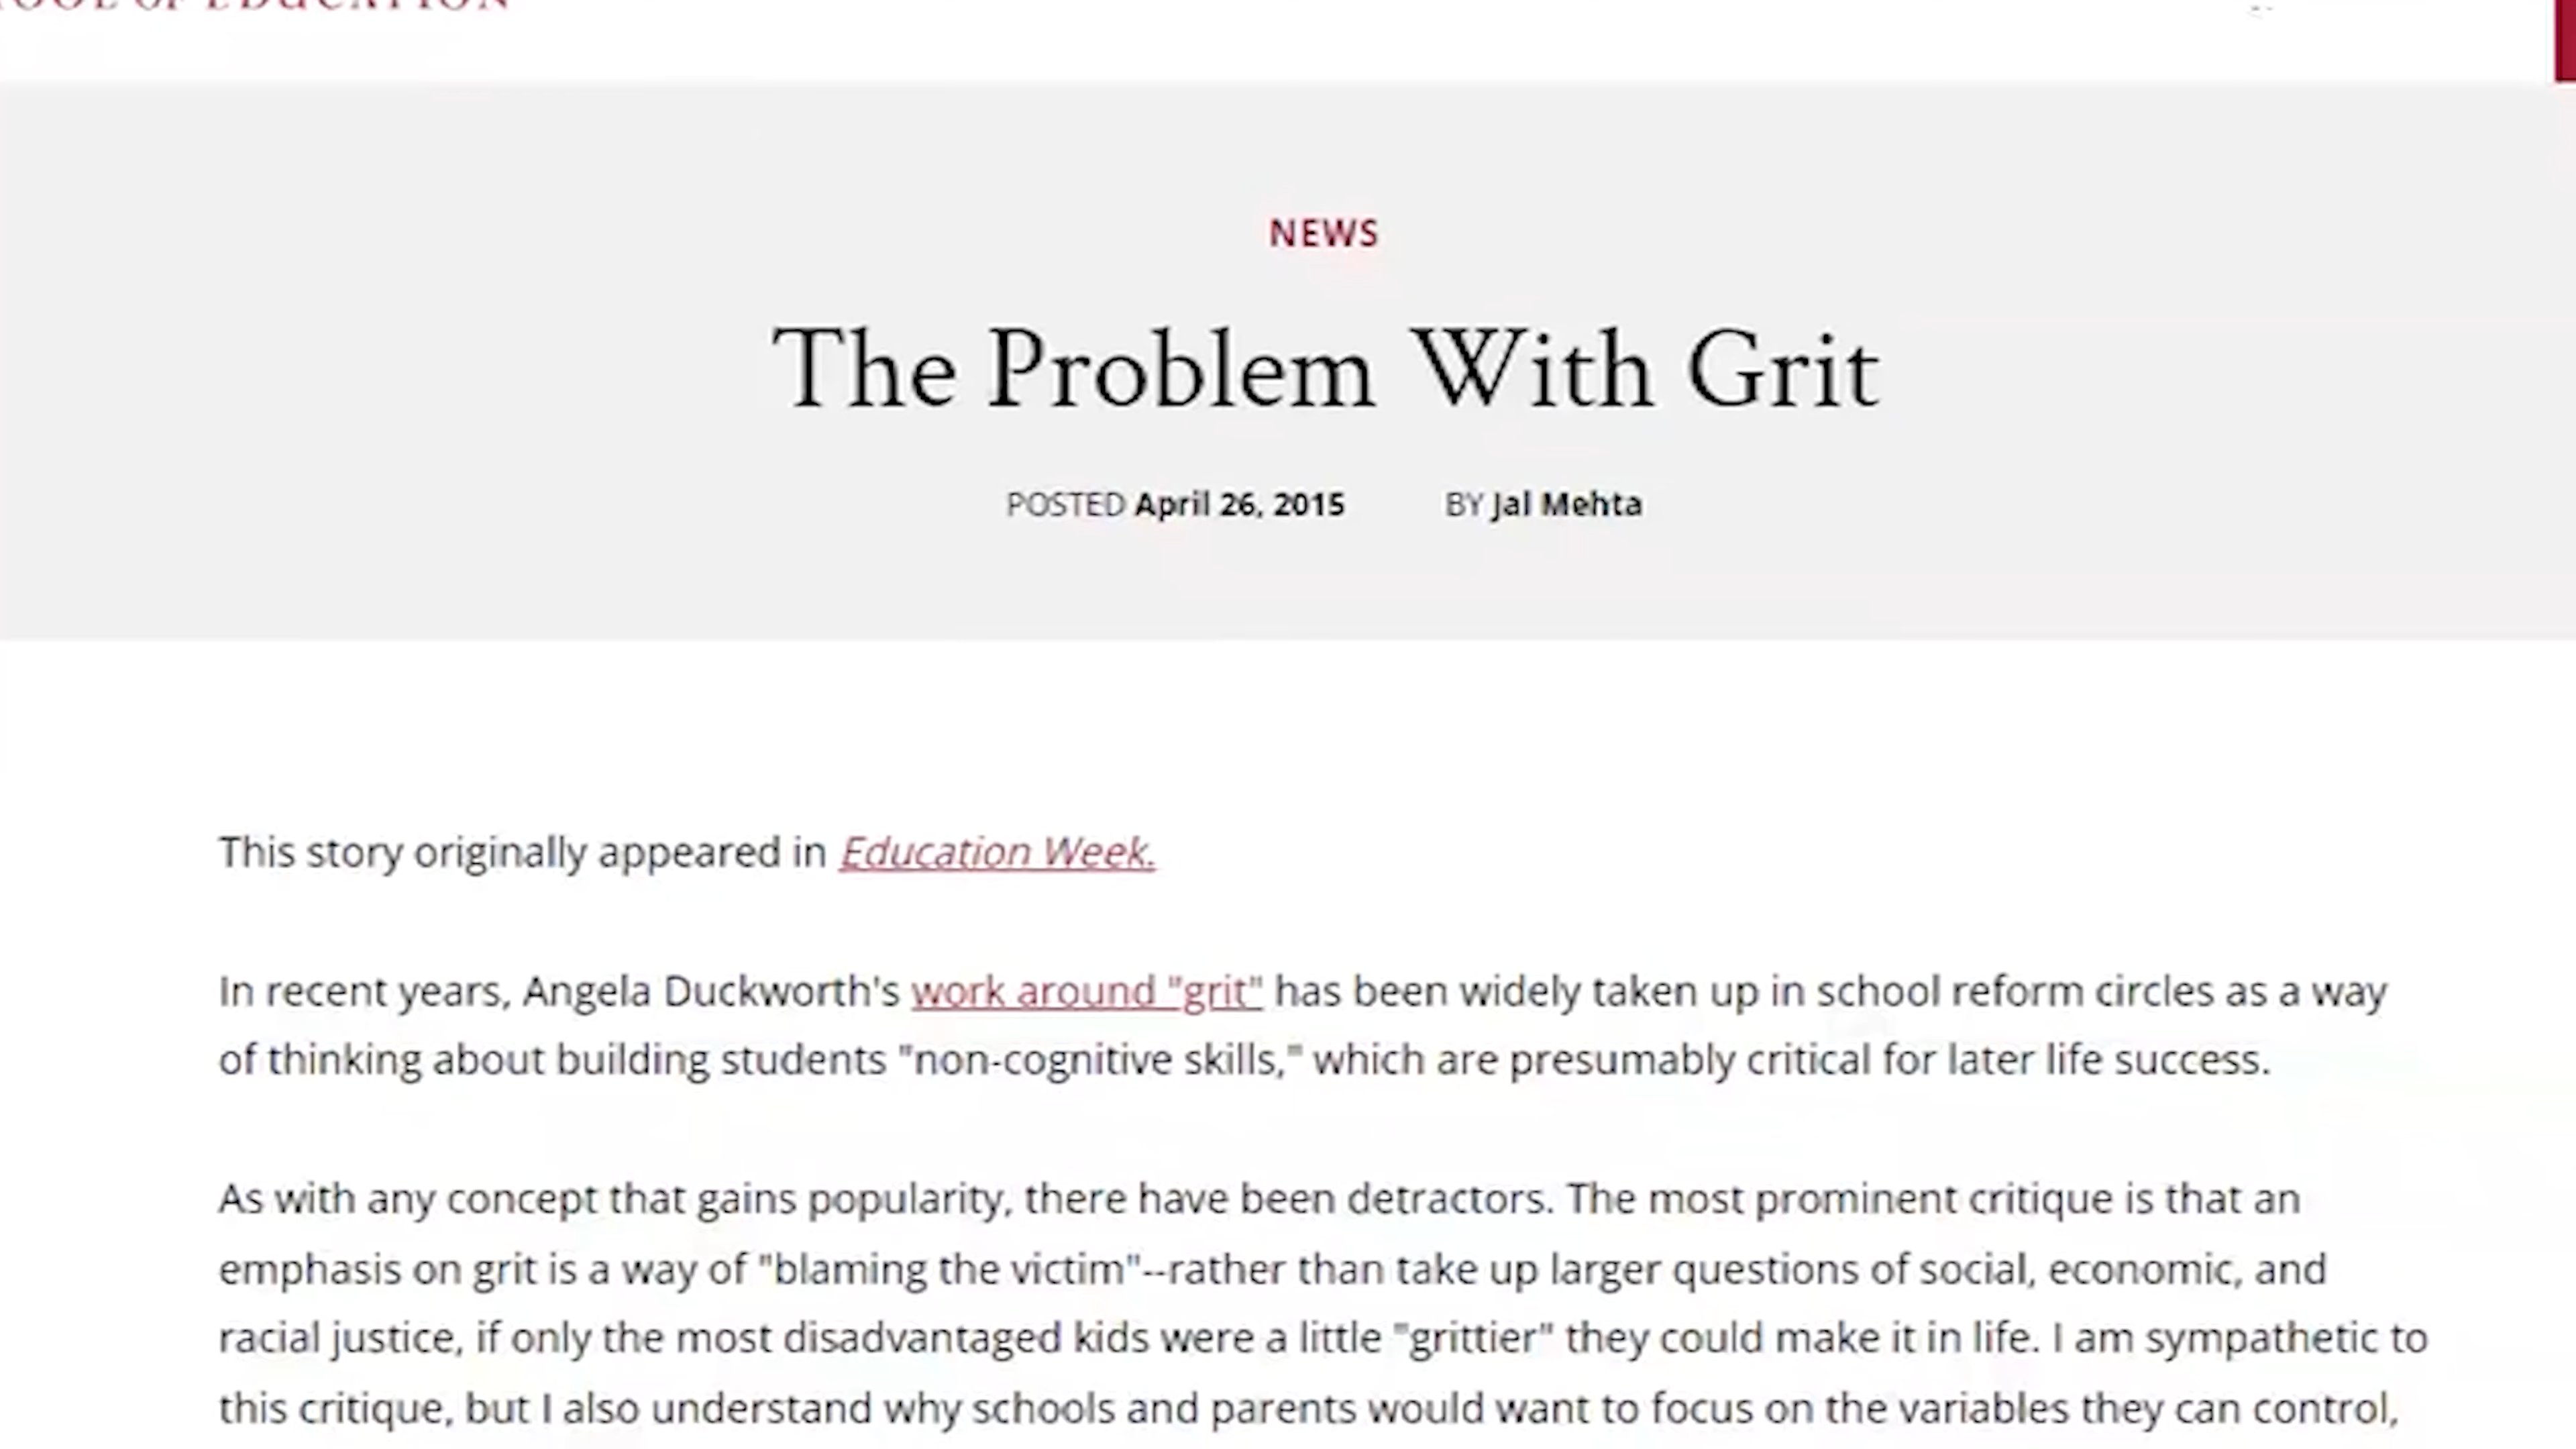 OF EDUCATION
NEWS
The Problem With Grit
POSTED April 26, 2015 BY Jal Mehta
This story originally appeared in Education Week.
In recent years, Angela Duckworth's work around "grit" has been widely taken up in school reform circles as a way
of thinking about building students "non-cognitive skills," which are presumably critical for later life success.
As with any concept that gains popularity, there have been detractors. The most prominent critique is that an
emphasis on grit is a way of "blaming the victim"--rather than take up larger questions of social, economic, and
racial justice, if only the most disadvantaged kids were a little "grittier" they could make it in life. I am sympathetic to
this critique, but I also understand why schools and parents would want to focus on the variables they can control,